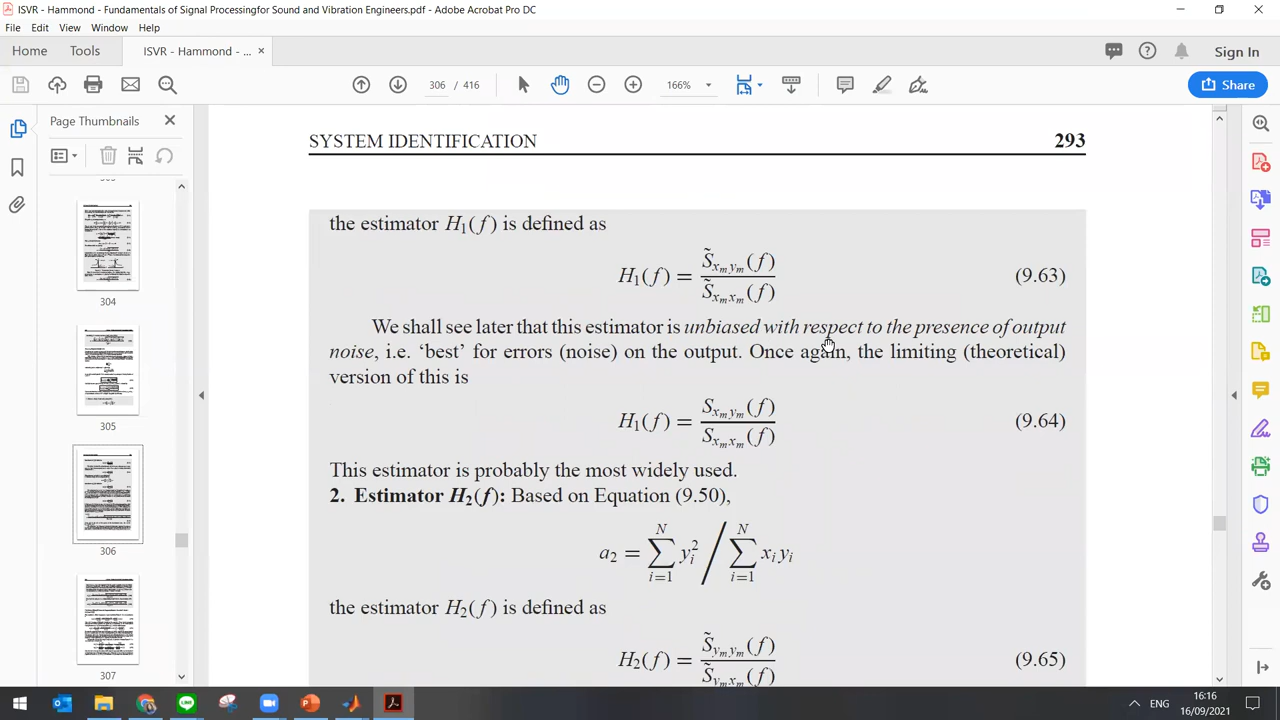 ISVR - Hammond - Fundamentals of Signal Processingfor Sound and Vibration Engineers.pdf - Adobe Acrobat Pro DC
File Edit View Window Help
Home Tools ISVR - Hammond - ... × Sign In
306 / 416 166% Share
Page Thumbnails
304
305
306
307
SYSTEM IDENTIFICATION 293
the estimator H₁(f) is defined as
H₁(f) = S̃ₓₘyₘ(f) / S̃ₓₘₓₘ(f) (9.63)
We shall see later that this estimator is unbiased with respect to the presence of output
noise, i.e. ‘best’ for errors (noise) on the output. Once again, the limiting (theoretical)
version of this is
H₁(f) = Sₓₘyₘ(f) / Sₓₘₓₘ(f) (9.64)
This estimator is probably the most widely used.
2. Estimator H₂(f): Based on Equation (9.50),
a₂ = ∑ᵢ₌₁ᴺ yᵢ² / ∑ᵢ₌₁ᴺ xᵢyᵢ
the estimator H₂(f) is defined as
H₂(f) = S̃yₘyₘ(f) / S̃yₘₓₘ(f) (9.65)
ENG 16:16
16/09/2021